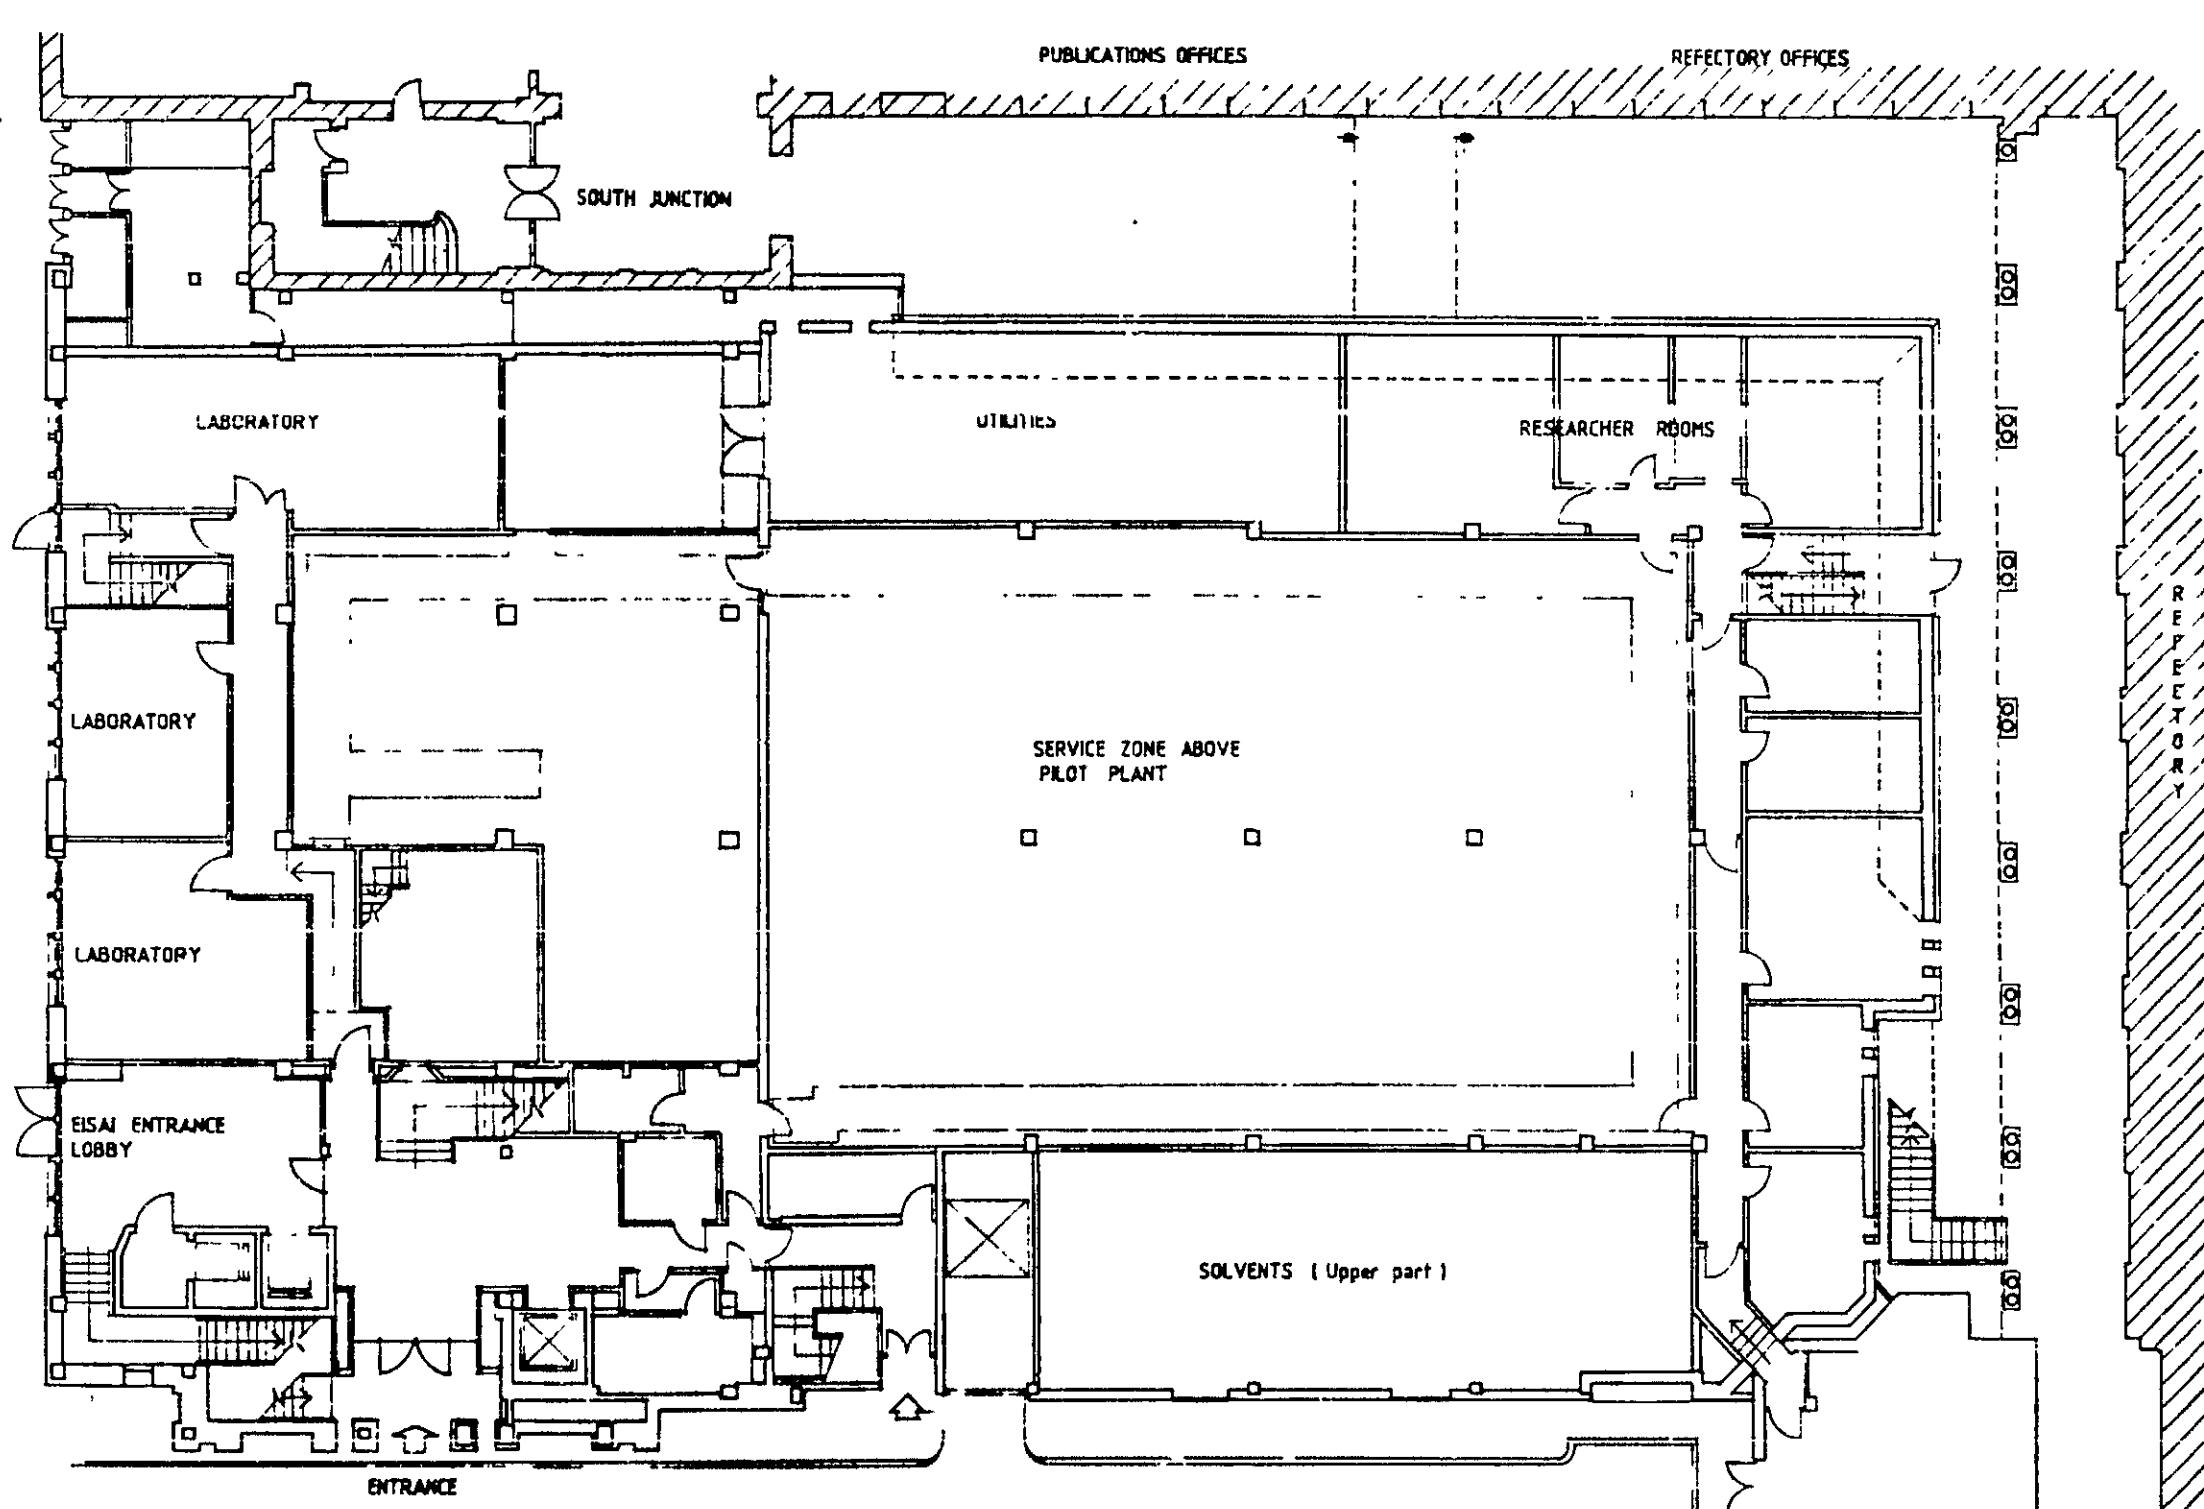 PUBLICATIONS OFFICES
REFECTORY OFFICES
SOUTH JUNCTION
LABORATORY
UTILITIES
RESEARCHER ROOMS
REFECTORY
LABORATORY
SERVICE ZONE ABOVE
PILOT PLANT
LABORATORY
EISAI ENTRANCE
LOBBY
SOLVENTS (Upper part)
ENTRANCE